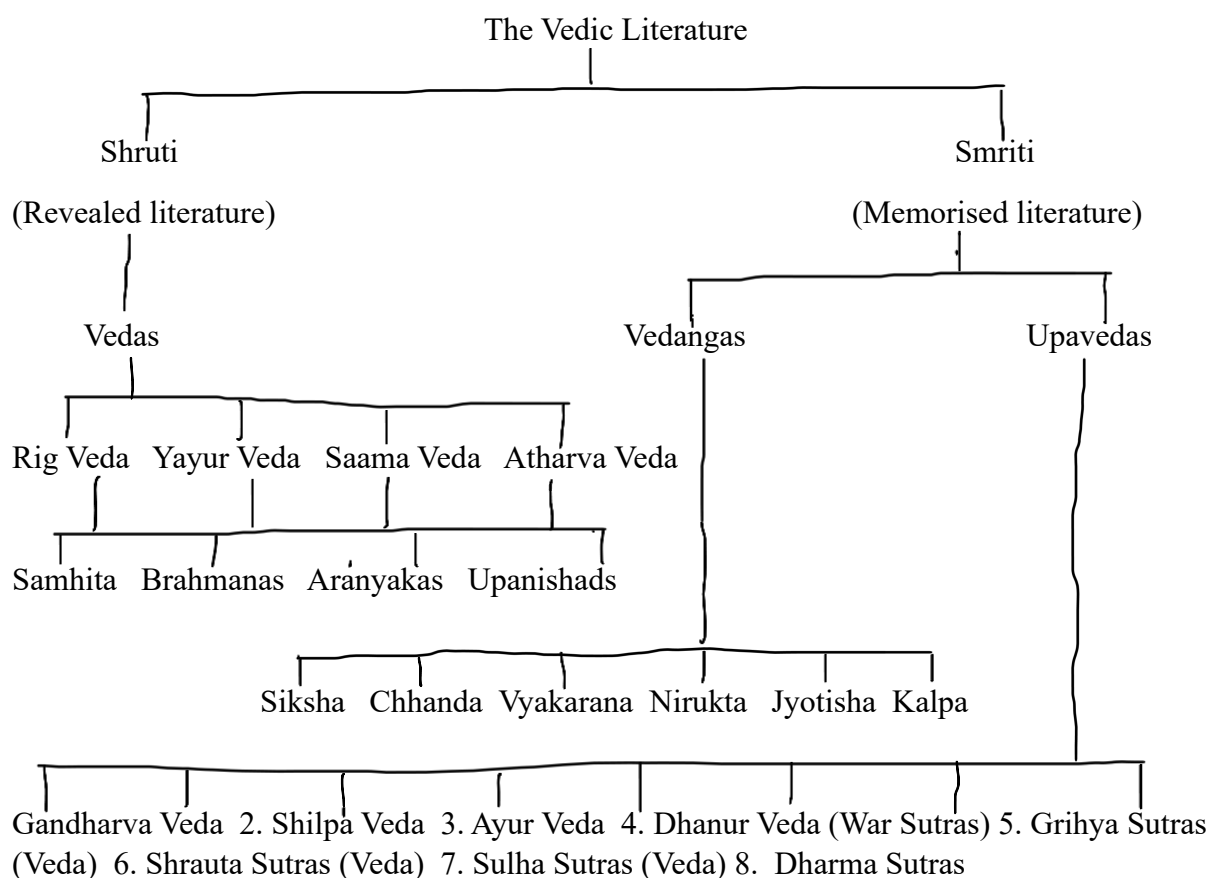 The Vedic Literature
Shruti Smriti
(Revealed literature) (Memorised literature)
Vedas Vedangas Upavedas
Rig Veda Yayur Veda Saama Veda Atharva Veda
Samhita Brahmanas Aranyakas Upanishads
Siksha Chhanda Vyakarana Nirukta Jyotisha Kalpa
Gandharva Veda 2. Shilpa Veda 3. Ayur Veda 4. Dhanur Veda (War Sutras) 5. Grihya Sutras
(Veda) 6. Shrauta Sutras (Veda) 7. Sulha Sutras (Veda) 8. Dharma Sutras